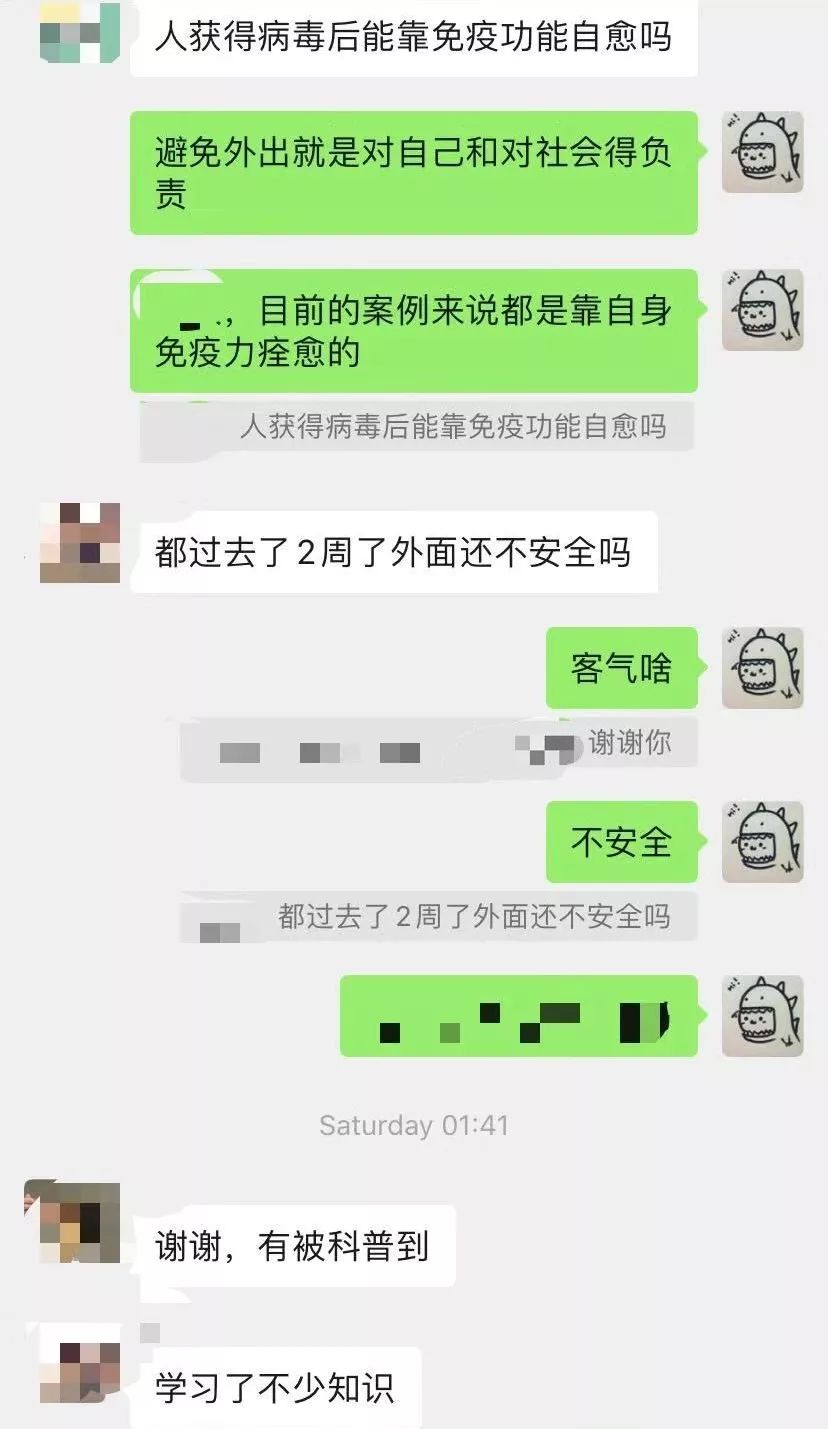 人获得病毒后能靠免疫功能自愈吗
避免外出就是对自己和对社会得负
责
，目前的案例来说都是靠自身
免疫力痊愈的
人获得病毒后能靠免疫功能自愈吗
都过去了2周了外面还不安全吗
客气啥
谢谢你
不安全
都过去了2周了外面还不安全吗
Saturday 01:41
谢谢，有被科普到
学习了不少知识